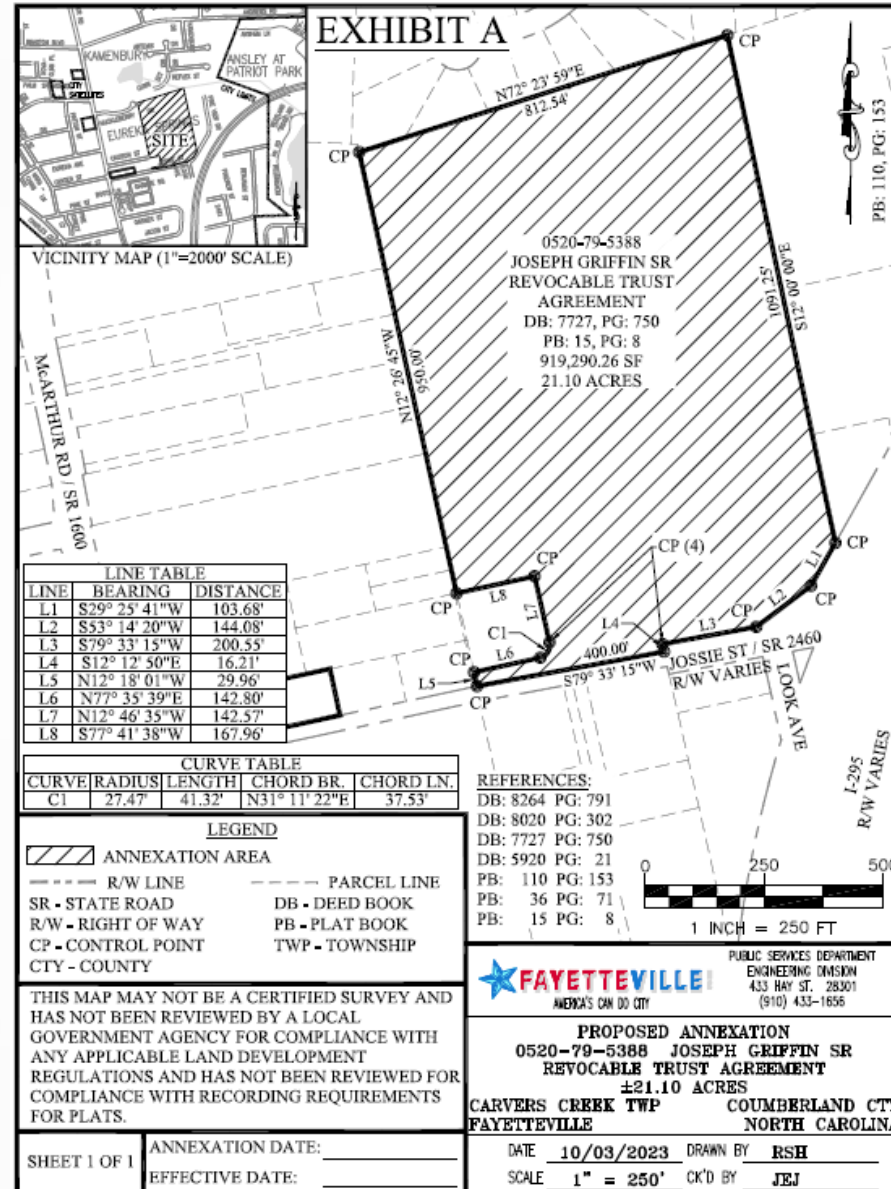 EXHIBIT A
KAMENBURY
ANSLEY AT
PATRIOT PARK
CITY LIMITS
CITY
SATELLITES
EUREKA SPRINGS
SITE
VICINITY MAP (1"=2000' SCALE)
CP
N72° 23' 59"E
812.54'
CP
PB: 110, PG: 153
0520-79-5388
JOSEPH GRIFFIN SR
REVOCABLE TRUST
AGREEMENT
DB: 7727, PG: 750
PB: 15, PG: 8
919,290.26 SF
21.10 ACRES
S12° 00' 00"E
1091.25'
N12° 26' 45"W
950.00'
McARTHUR RD / SR 1600
CP
L1
L2
CP
CP (4)
CP
L8
CP
L7
C1
L6
L4
L3
CP
L5
CP
400.00'
S79° 33' 15"W
CP
JOSSIE ST / SR 2460
R/W VARIES
LOOK AVE
I-295
R/W VARIES
LINE TABLE
LINE BEARING DISTANCE
L1 S29° 25' 41"W 103.68'
L2 S53° 14' 20"W 144.08'
L3 S79° 33' 15"W 200.55'
L4 S12° 12' 50"E 16.21'
L5 N12° 18' 01"W 29.96'
L6 N77° 35' 39"E 142.80'
L7 N12° 46' 35"W 142.57'
L8 S77° 41' 38"W 167.96'
CURVE TABLE
CURVE RADIUS LENGTH CHORD BR. CHORD LN.
C1 27.47' 41.32' N31° 11' 22"E 37.53'
REFERENCES:
DB: 8264 PG: 791
DB: 8020 PG: 302
DB: 7727 PG: 750
DB: 5920 PG: 21
PB: 110 PG: 153
PB: 36 PG: 71
PB: 15 PG: 8
0 250 500
1 INCH = 250 FT
LEGEND
ANNEXATION AREA
R/W LINE PARCEL LINE
SR - STATE ROAD DB - DEED BOOK
R/W - RIGHT OF WAY PB - PLAT BOOK
CP - CONTROL POINT TWP - TOWNSHIP
CTY - COUNTY
THIS MAP MAY NOT BE A CERTIFIED SURVEY AND
HAS NOT BEEN REVIEWED BY A LOCAL
GOVERNMENT AGENCY FOR COMPLIANCE WITH
ANY APPLICABLE LAND DEVELOPMENT
REGULATIONS AND HAS NOT BEEN REVIEWED FOR
COMPLIANCE WITH RECORDING REQUIREMENTS
FOR PLATS.
SHEET 1 OF 1
ANNEXATION DATE:
EFFECTIVE DATE:
FAYETTEVILLE
AMERICA'S CAN DO CITY
PUBLIC SERVICES DEPARTMENT
ENGINEERING DIVISION
433 HAY ST. 28301
(910) 433-1656
PROPOSED ANNEXATION
0520-79-5388 JOSEPH GRIFFIN SR
REVOCABLE TRUST AGREEMENT
±21.10 ACRES
CARVERS CREEK TWP COUMBERLAND CTY
FAYETTEVILLE NORTH CAROLINA
DATE 10/03/2023 DRAWN BY RSH
SCALE 1" = 250' CK'D BY JEJ